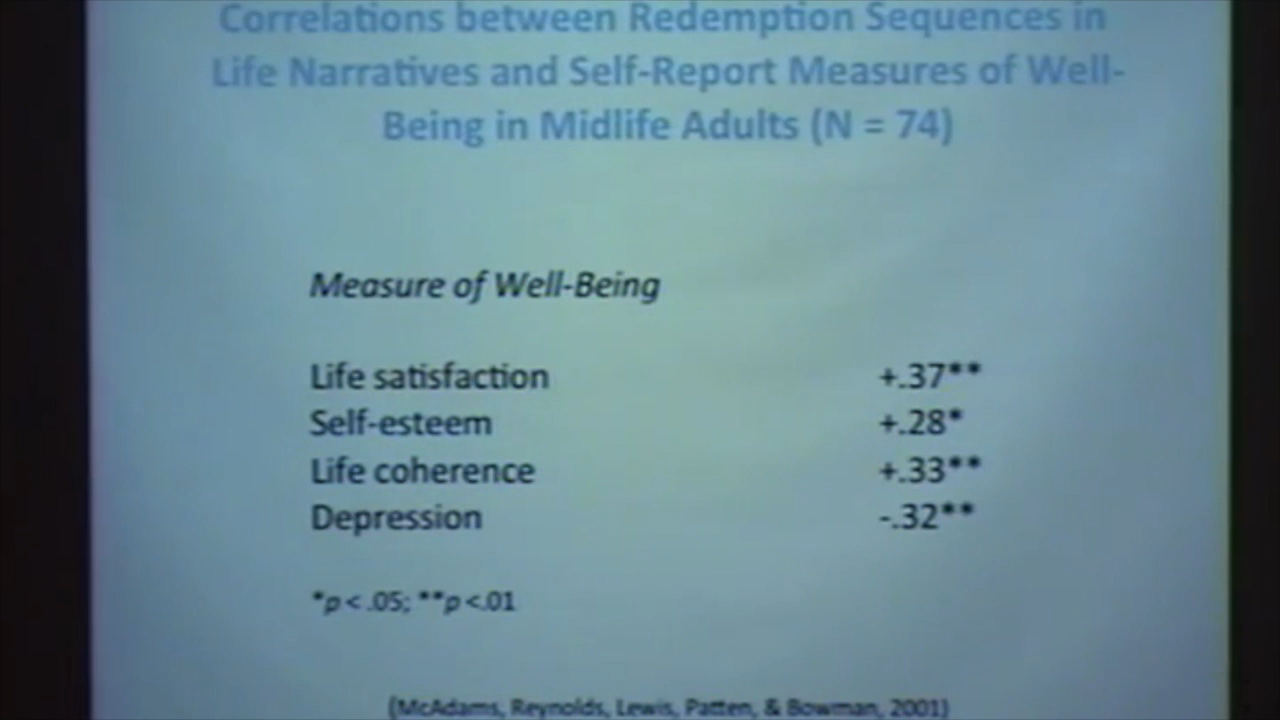 Correlations between Redemption Sequences in
Life Narratives and Self-Report Measures of Well-
Being in Midlife Adults (N = 74)
Measure of Well-Being
Life satisfaction +.37**
Self-esteem +.28*
Life coherence +.33**
Depression -.32**
*p < .05; **p <.01
(McAdams, Reynolds, Lewis, Patten, & Bowman, 2001)